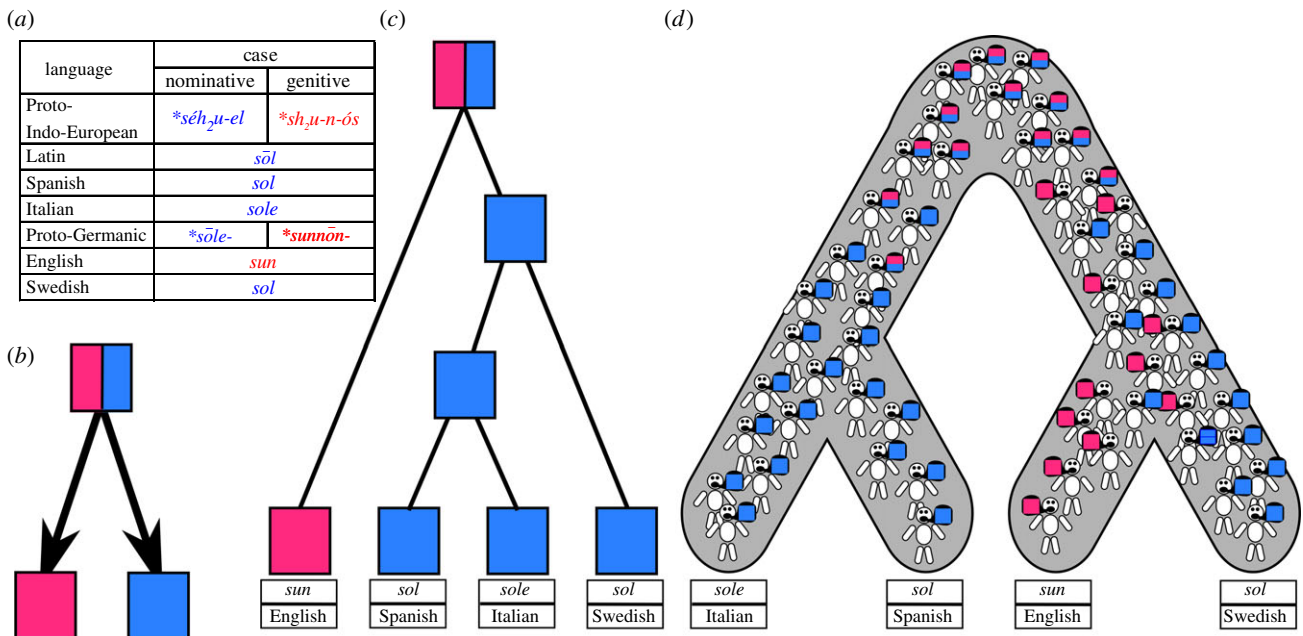 (a)
language
case
nominative genitive
Proto-
Indo-European
*séh₂u-el *sh₂u-n-ós
Latin sōl
Spanish sol
Italian sole
Proto-Germanic *sōle- *sunnōn-
English sun
Swedish sol
(b)
(c)
sun
English
sol
Spanish
sole
Italian
sol
Swedish
(d)
sole
Italian
sol
Spanish
sun
English
sol
Swedish